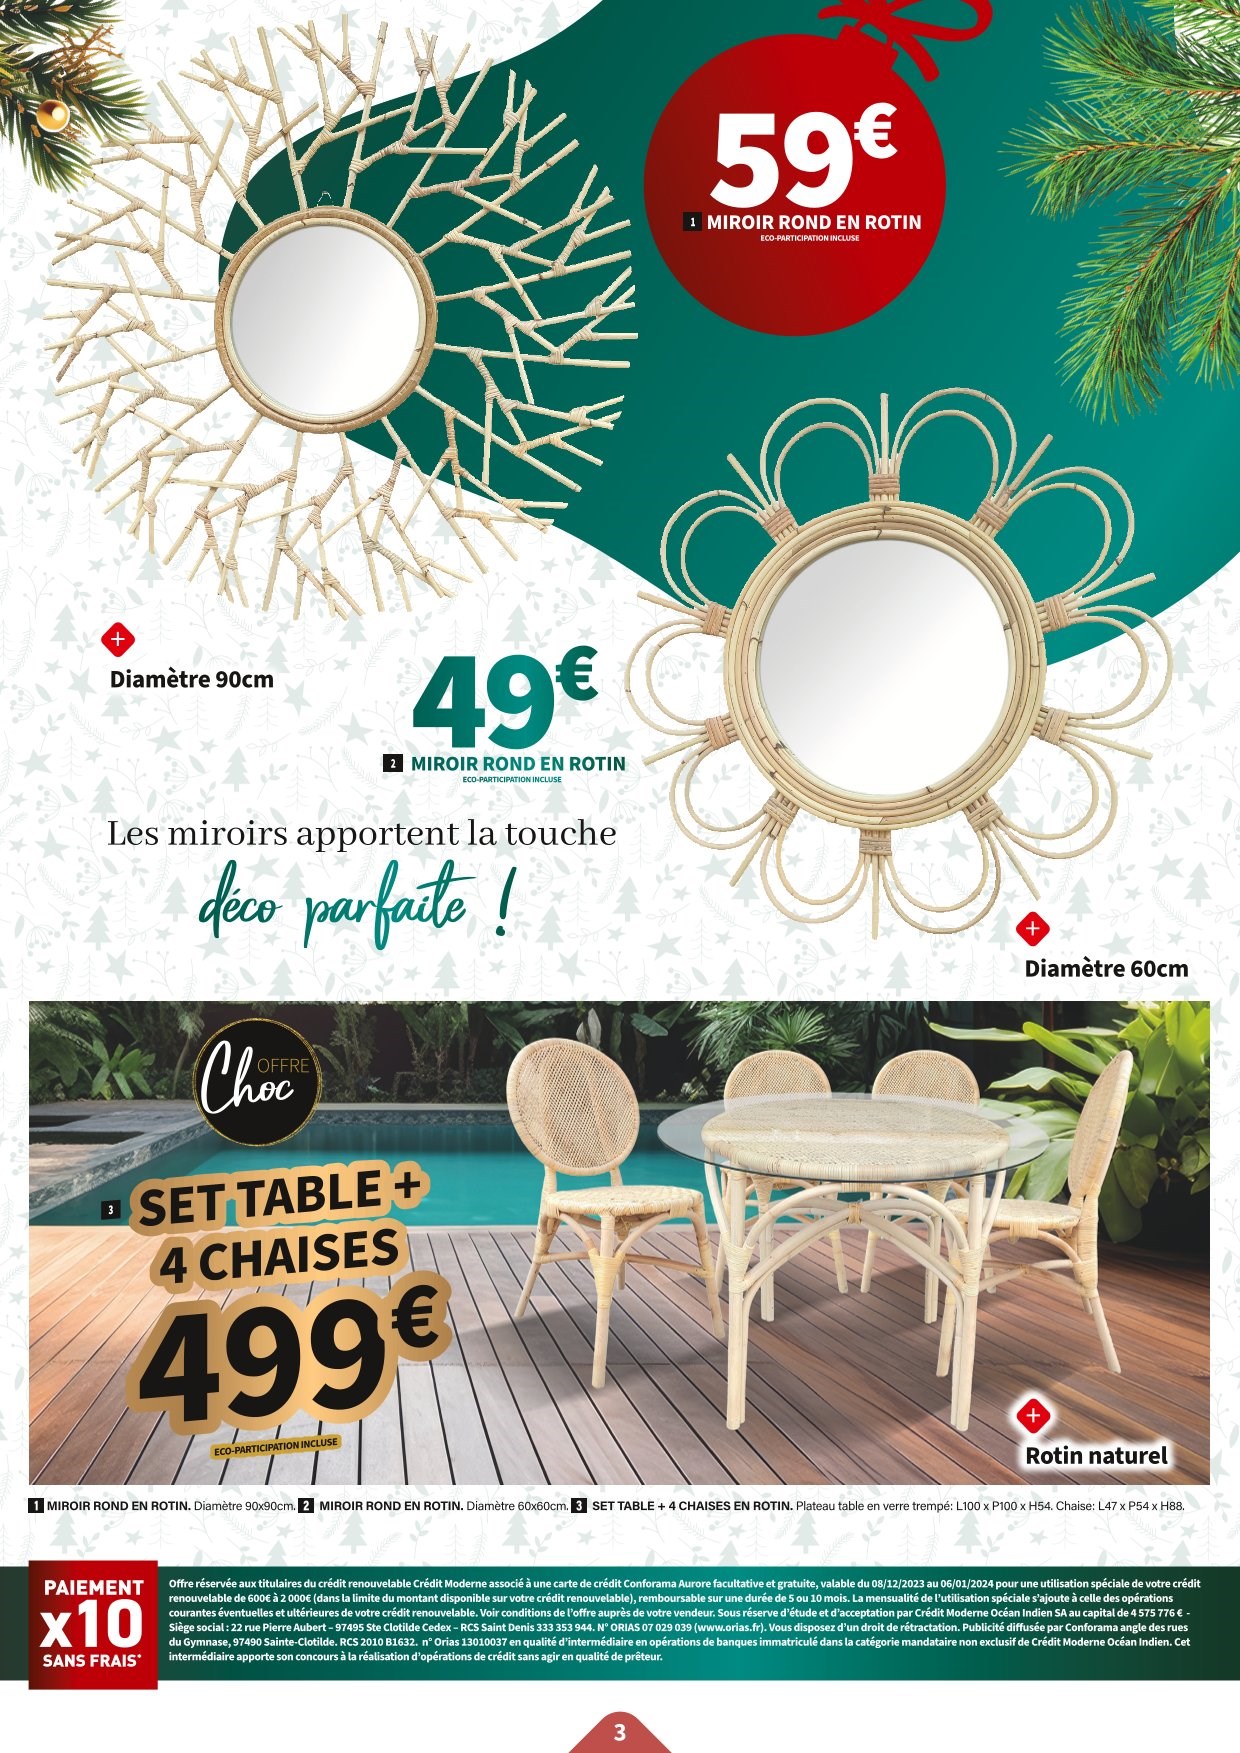 59€
1 MIROIR ROND EN ROTIN
ECO-PARTICIPATION INCLUSE
+
Diamètre 90cm
49€
2 MIROIR ROND EN ROTIN
ECO-PARTICIPATION INCLUSE
Les miroirs apportent la touche
déco parfaite !
+
Diamètre 60cm
OFFRE
Choc
3 SET TABLE +
4 CHAISES
499€
ECO-PARTICIPATION INCLUSE
+
Rotin naturel
1 MIROIR ROND EN ROTIN. Diamètre 90x90cm. 2 MIROIR ROND EN ROTIN. Diamètre 60x60cm. 3 SET TABLE + 4 CHAISES EN ROTIN. Plateau table en verre trempé: L100 x P100 x H54. Chaise: L47 x P54 x H88.
PAIEMENT
x10
SANS FRAIS*
Offre réservée aux titulaires du crédit renouvelable Crédit Moderne associé à une carte de crédit Conforama Aurore facultative et gratuite, valable du 08/12/2023 au 06/01/2024 pour une utilisation spéciale de votre crédit
renouvelable de 600€ à 2 000€ (dans la limite du montant disponible sur votre crédit renouvelable), remboursable sur une durée de 5 ou 10 mois. La mensualité de l'utilisation spéciale s'ajoute à celle des opérations
courantes éventuelles et ultérieures de votre crédit renouvelable. Voir conditions de l'offre auprès de votre vendeur. Sous réserve d'étude et d'acceptation par Crédit Moderne Océan Indien SA au capital de 4 575 776 € -
Siège social : 22 rue Pierre Aubert – 97495 Ste Clotilde Cedex – RCS Saint Denis 333 353 944. N° ORIAS 07 029 039 (www.orias.fr). Vous disposez d'un droit de rétractation. Publicité diffusée par Conforama angle des rues
du Gymnase, 97490 Sainte-Clotilde. RCS 2010 B1632. n° Orias 13010037 en qualité d'intermédiaire en opérations de banques immatriculé dans la catégorie mandataire non exclusif de Crédit Moderne Océan Indien. Cet
intermédiaire apporte son concours à la réalisation d'opérations de crédit sans agir en qualité de prêteur.
3